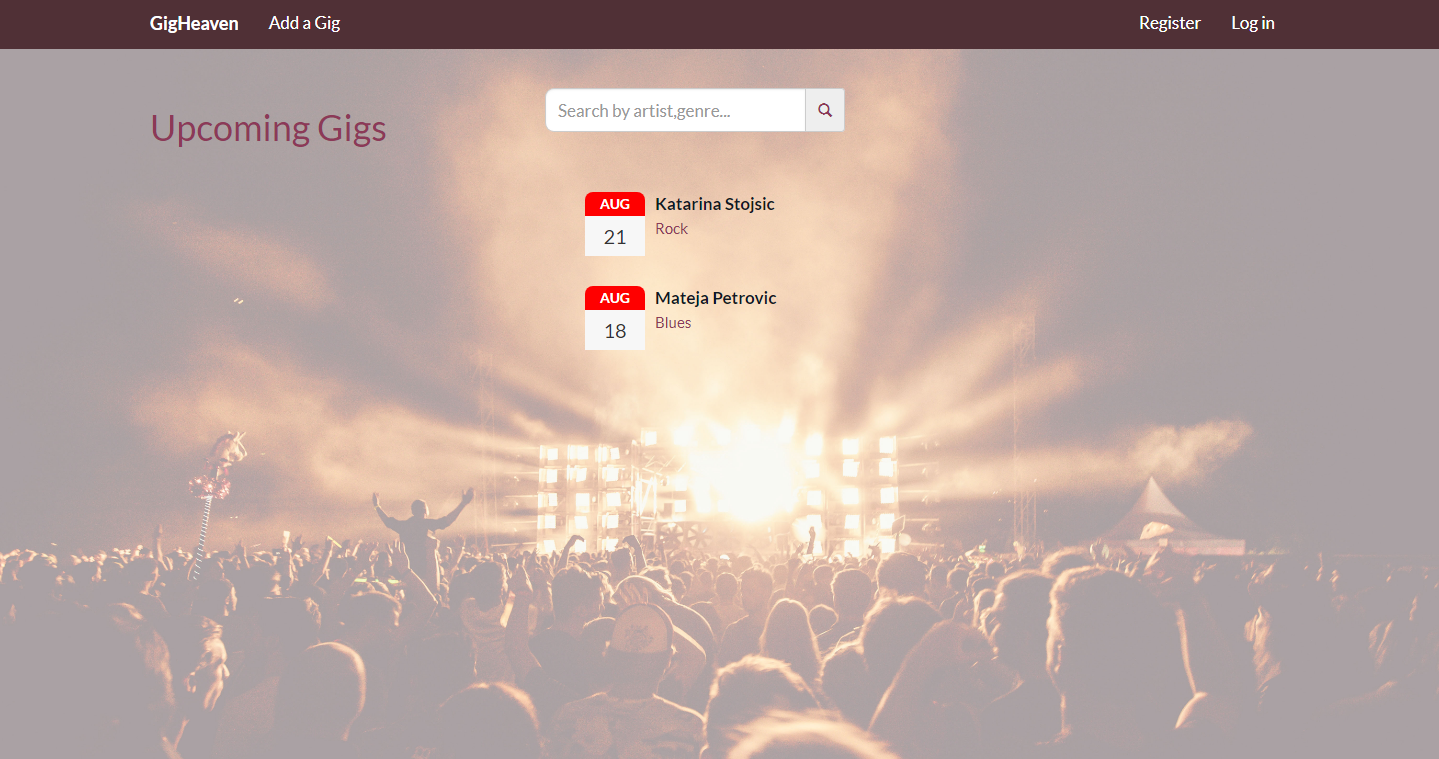 GigHeaven Add a Gig Register Log in
Search by artist,genre...
Upcoming Gigs
AUG Katarina Stojsic
21 Rock
AUG Mateja Petrovic
18 Blues